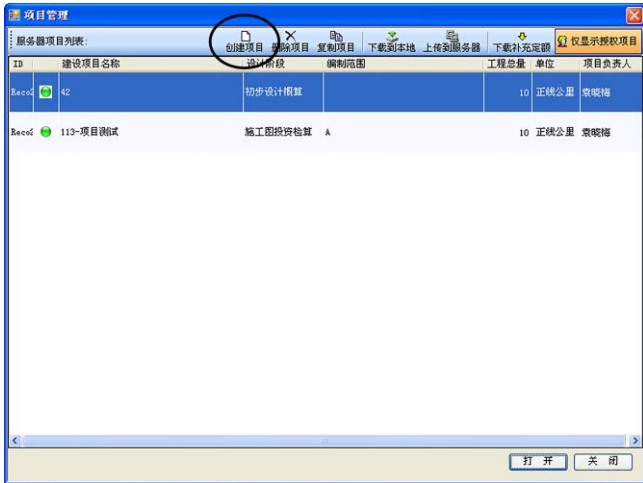 项目管理
服务器项目列表: 创建项目 删除项目 复制项目 下载到本地 上传到服务器 下载补充定额 仅显示授权项目
ID 建设项目名称 设计阶段 编制范围 工程总量 单位 项目负责人
Reco2 42 初步设计概算 10 正线公里 袁晓梅
Reco2 113-项目测试 施工图投资检算 A 10 正线公里 袁晓梅
打 开 关 闭